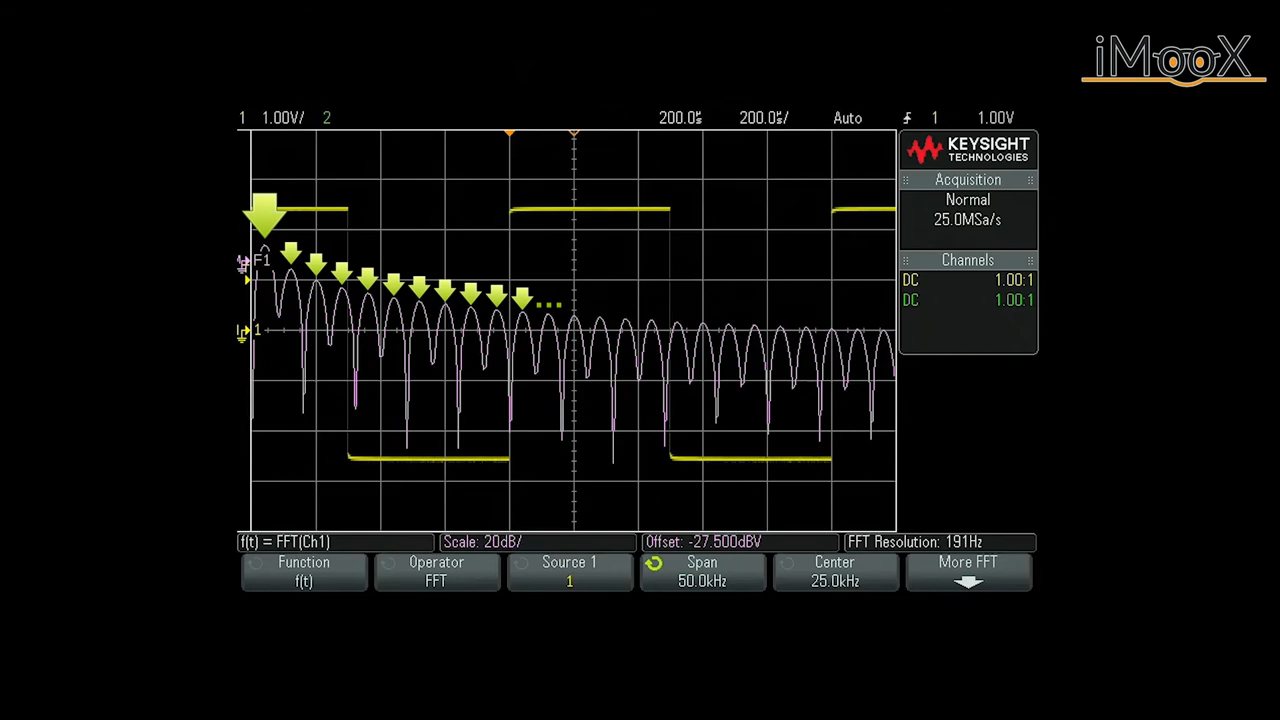 iMooX
1 1.00V/ 2 200.0µs 200.0µs/ Auto 1 1.00V
KEYSIGHT
TECHNOLOGIES
Acquisition
Normal
25.0MSa/s
Channels
DC 1.00:1
DC 1.00:1
F1
1
f(t) = FFT(Ch1) Scale: 20dB/ Offset: -27.500dBV FFT Resolution: 191Hz
Function Operator Source 1 Span Center More FFT
f(t) FFT 1 50.0kHz 25.0kHz